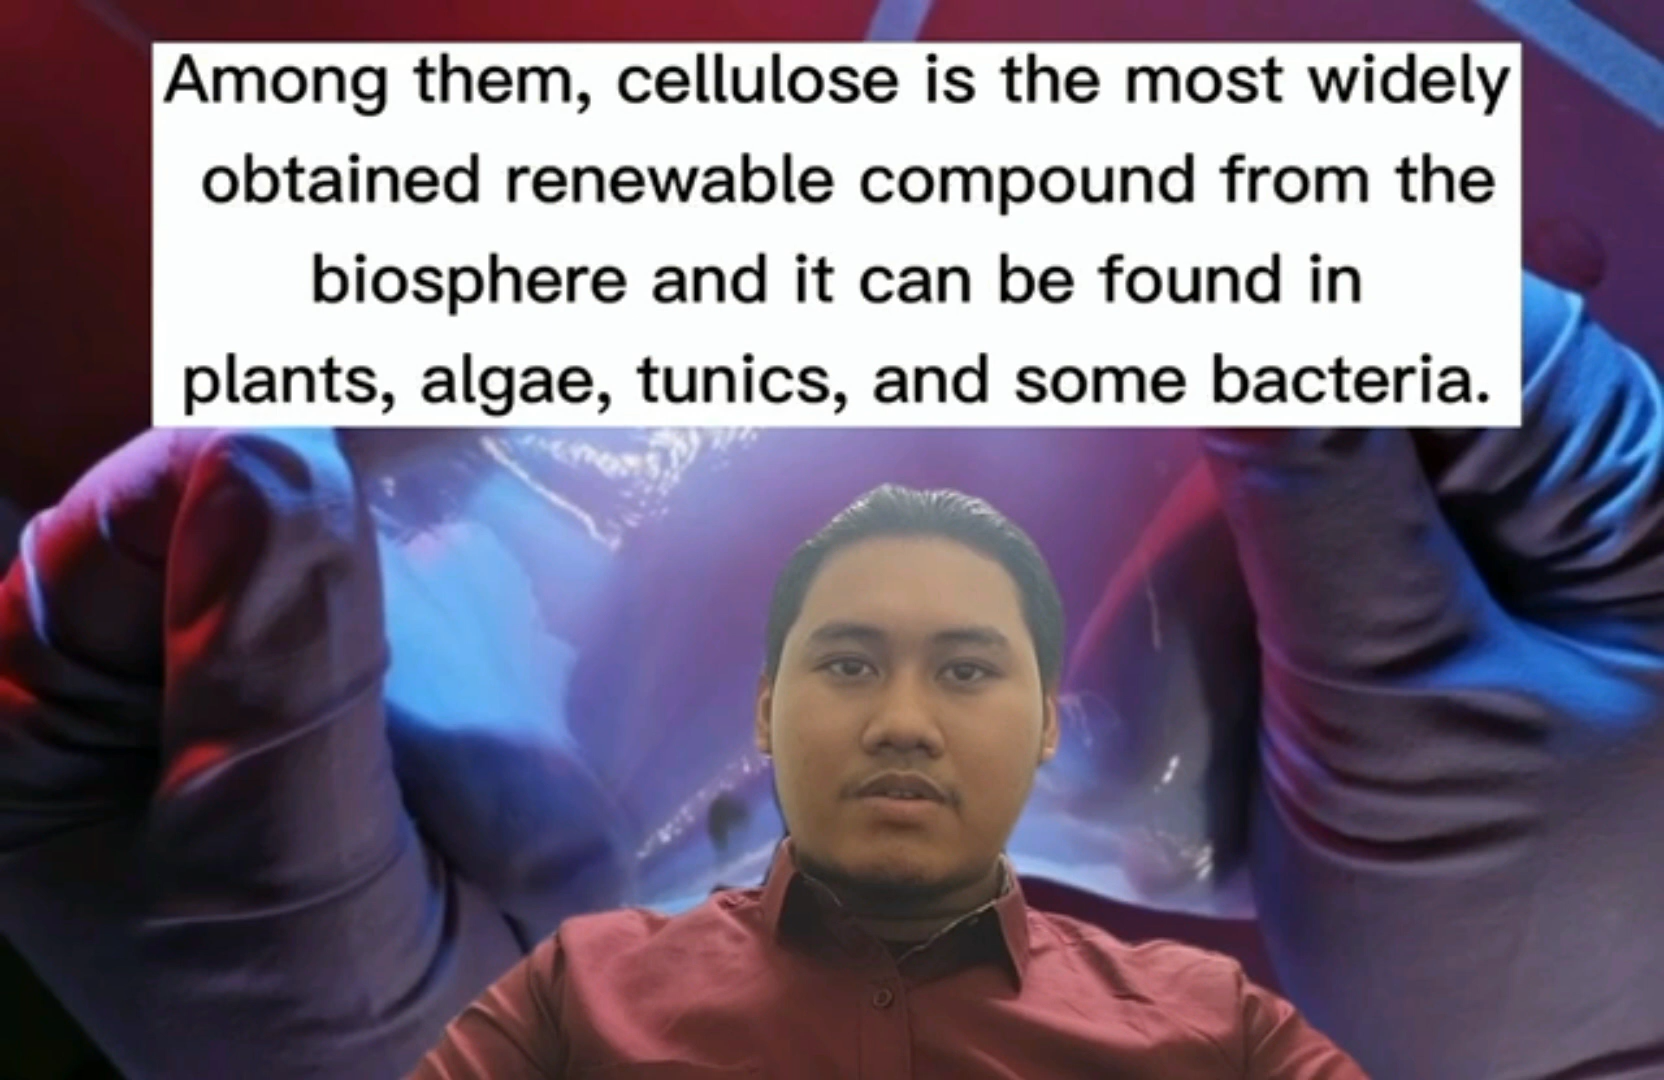 Among them, cellulose is the most widely
obtained renewable compound from the
biosphere and it can be found in
plants, algae, tunics, and some bacteria.